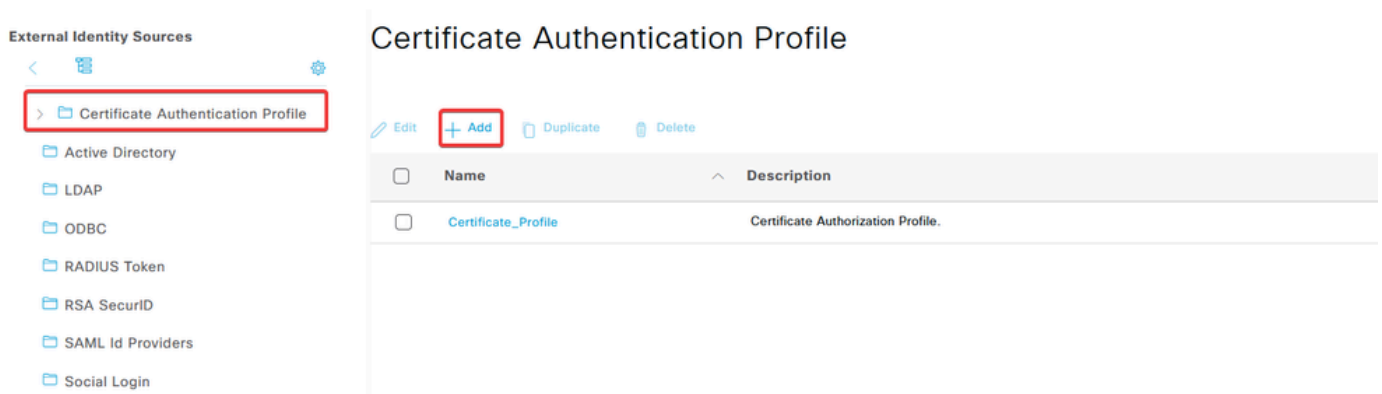 External Identity Sources
Certificate Authentication Profile
Active Directory
LDAP
ODBC
RADIUS Token
RSA SecurID
SAML Id Providers
Social Login
Certificate Authentication Profile
Edit Add Duplicate Delete
Name Description
Certificate_Profile Certificate Authorization Profile.